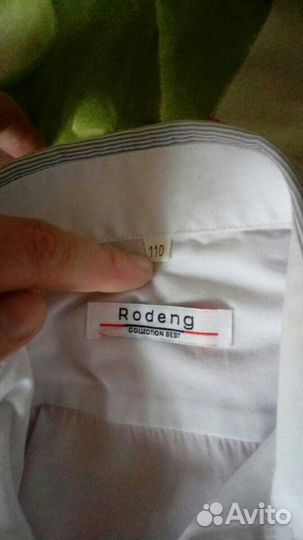 110
Rodeng
COLLECTION BEST
Avito